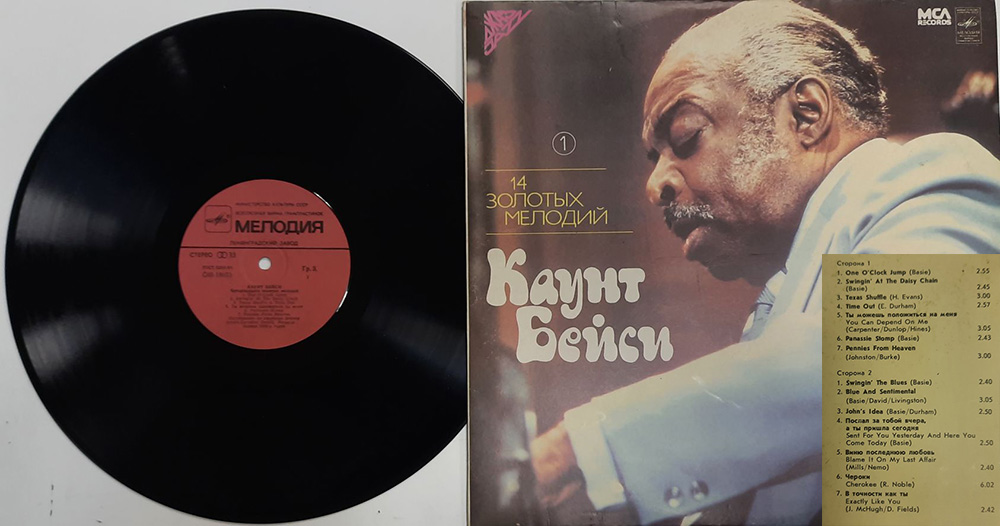 МИНИСТЕРСТВО КУЛЬТУРЫ СССР
ВСЕСОЮЗНАЯ ФИРМА ГРАМПЛАСТИНОК
МЕЛОДИЯ
ЛЕНИНГРАДСКИЙ ЗАВОД
СТЕРЕО 33
Гр. 2
КАУНТ БЕЙСИ
MCA
RECORDS
1
14
ЗОЛОТЫХ
МЕЛОДИЙ
Каунт
Бейси
Сторона 1
1. One O'Clock Jump (Basie) 2.55
2. Swingin' At The Daisy Chain
(Basie) 2.45
3. Texas Shuffle (H. Evans) 3.00
4. Time Out (E. Durham) 2.57
5. Ты можешь положиться на меня
You Can Depend On Me
(Carpenter/Dunlop/Hines) 3.05
6. Panassie Stomp (Basie) 2.43
7. Pennies From Heaven
(Johnston/Burke) 3.00
Сторона 2
1. Swingin' The Blues (Basie) 2.40
2. Blue And Sentimental
(Basie/David/Livingston) 3.05
3. John's Idea (Basie/Durham) 2.50
4. Послал за тобой вчера,
а ты пришла сегодня
Sent For You Yesterday And Here You
Come Today (Basie) 2.50
5. Виню последнюю любовь
Blame It On My Last Affair
(Mills/Nemo) 2.40
6. Чероки
Cherokee (R. Noble) 6.02
7. В точности как ты
Exactly Like You
(J. McHugh/D. Fields) 2.42